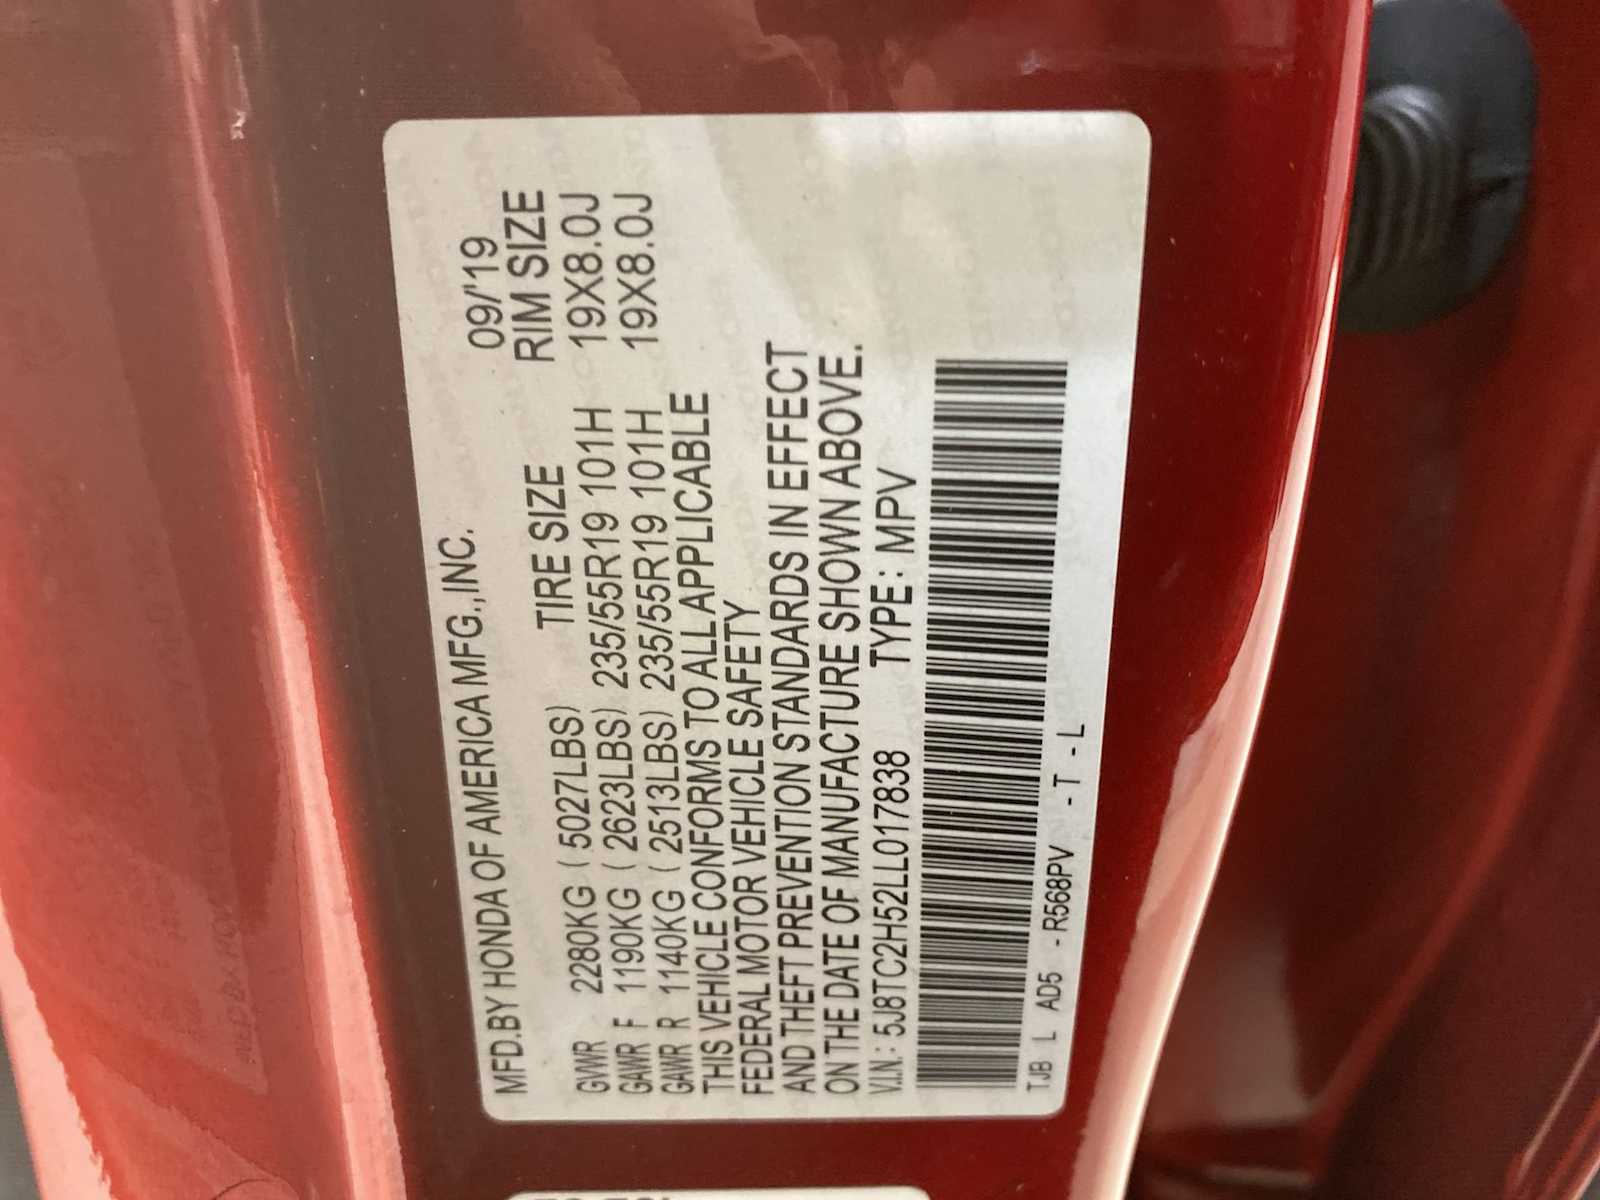 MFD.BY HONDA OF AMERICA MFG.,INC. 09/'19
TIRE SIZE RIM SIZE
GVWR 2280KG ( 5027LBS)
GAWR F 1190KG ( 2623LBS) 235/55R19 101H 19X8.0J
GAWR R 1140KG ( 2513LBS) 235/55R19 101H 19X8.0J
THIS VEHICLE CONFORMS TO ALL APPLICABLE
FEDERAL MOTOR VEHICLE SAFETY
AND THEFT PREVENTION STANDARDS IN EFFECT
ON THE DATE OF MANUFACTURE SHOWN ABOVE.
V.I.N.: 5J8TC2H52LL017838 TYPE: MPV
TJB L AD5 - R568PV - T - L